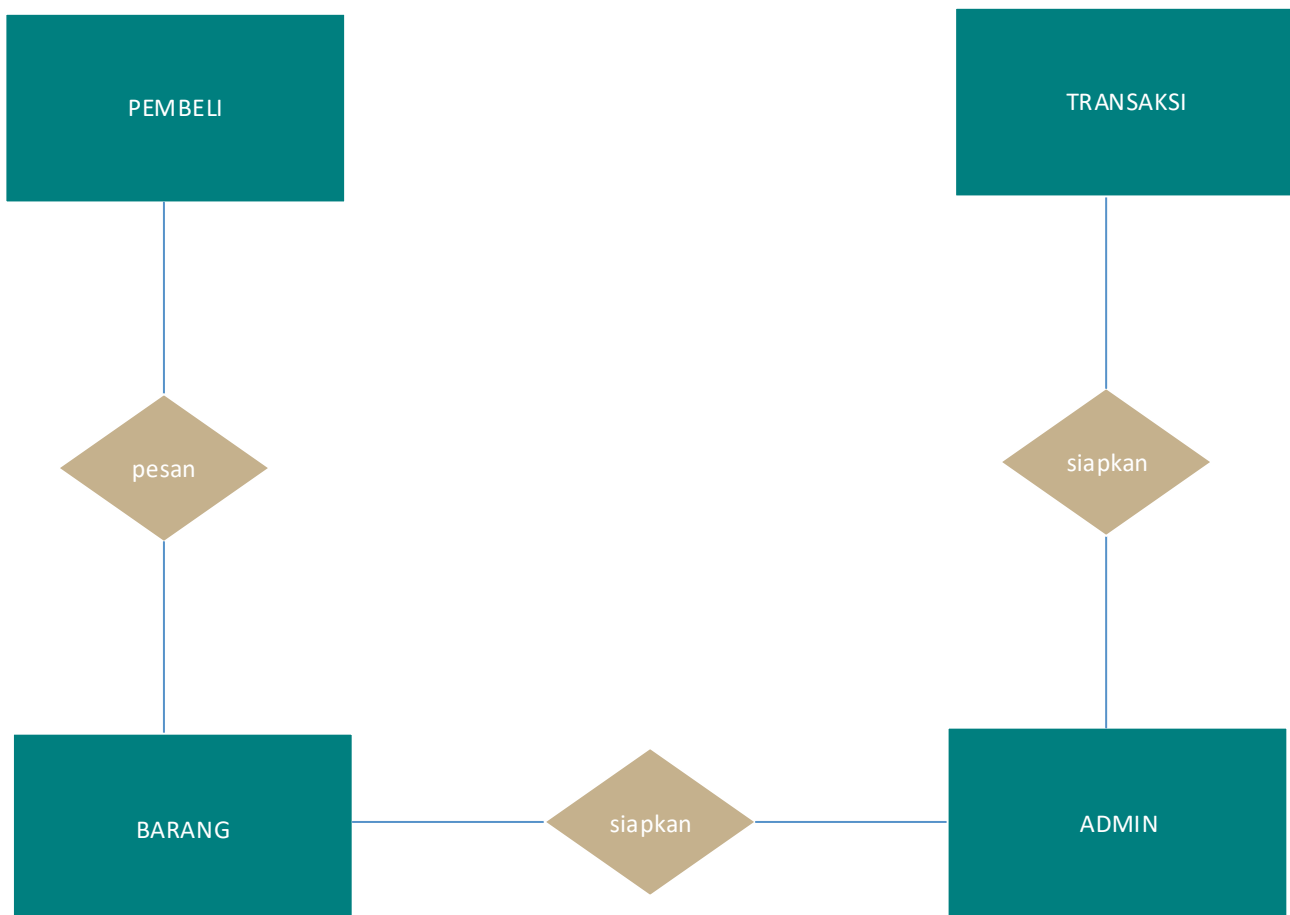 PEMBELI
TRANSAKSI
pesan
siapkan
BARANG
siapkan
ADMIN